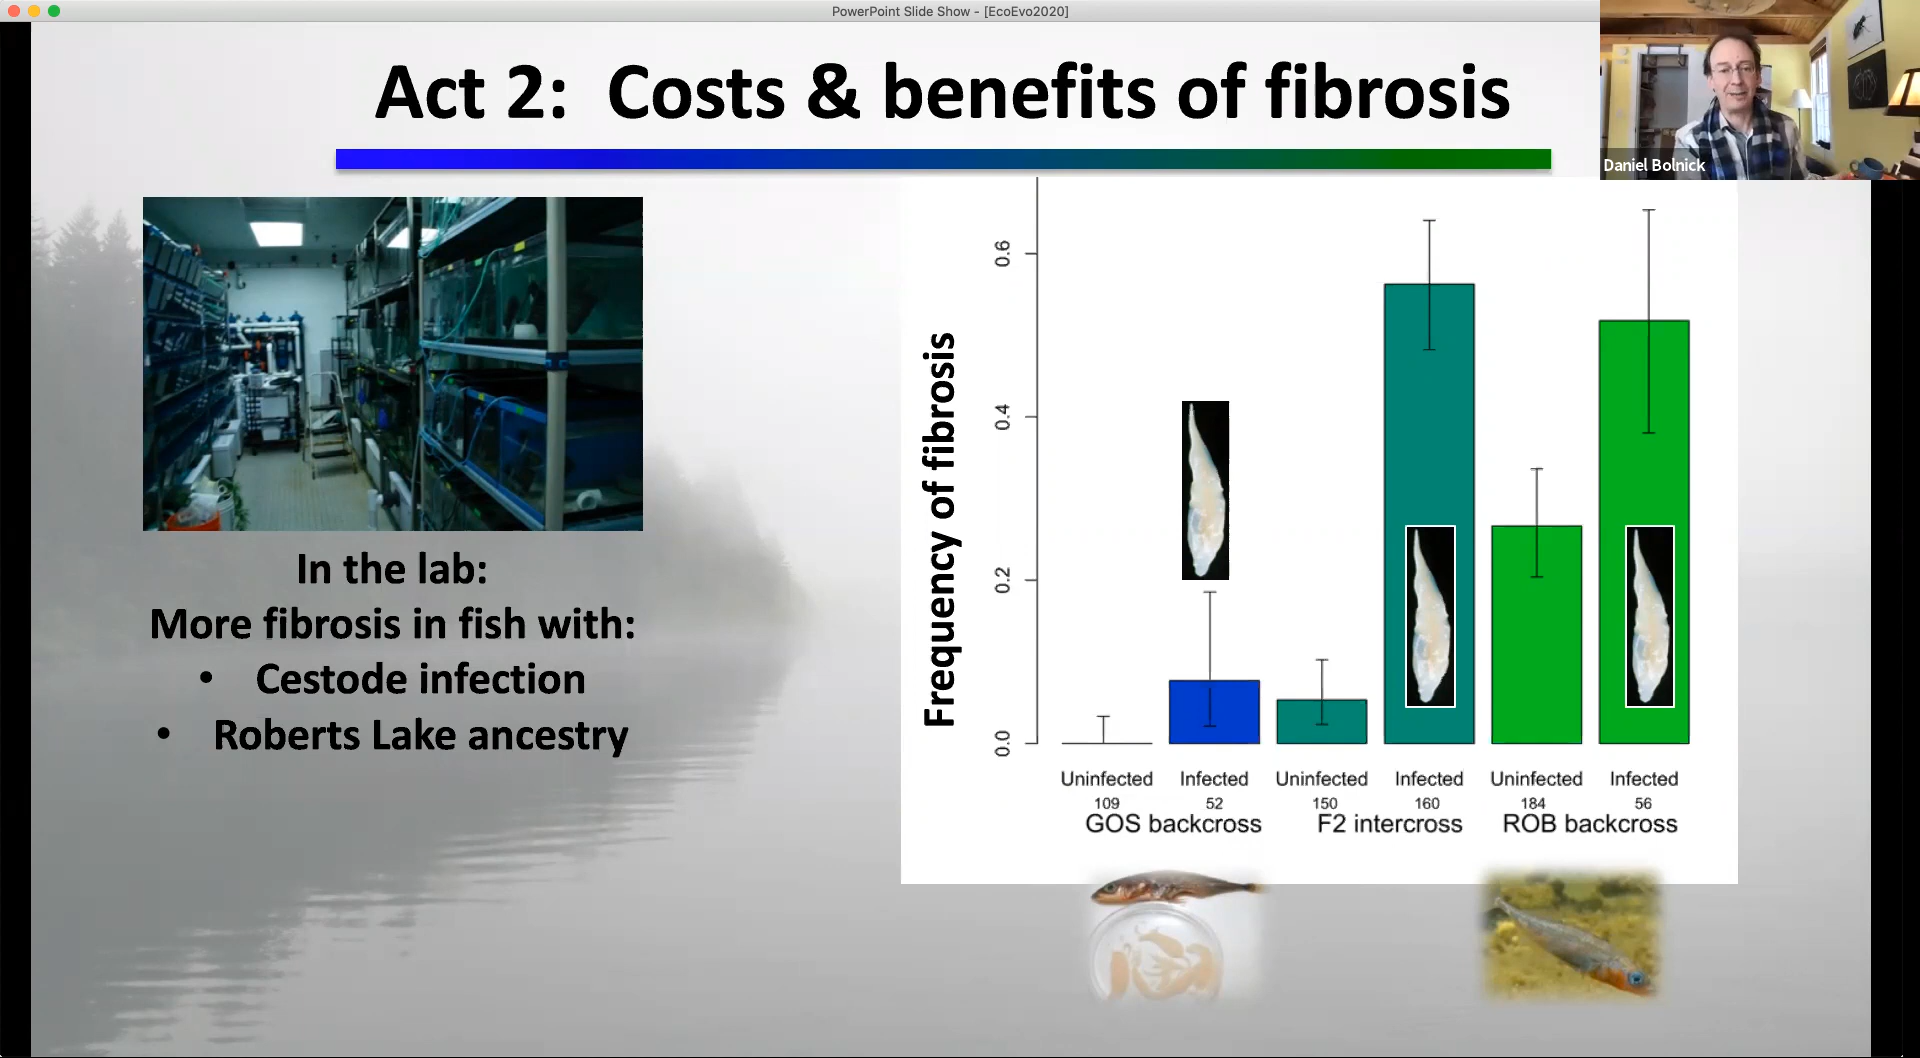 PowerPoint Slide Show - [EcoEvo2020]
Act 2: Costs & benefits of fibrosis
Daniel Bolnick
In the lab:
More fibrosis in fish with:
• Cestode infection
• Roberts Lake ancestry
Frequency of fibrosis
0.6
0.4
0.2
0.0
Uninfected Infected Uninfected Infected Uninfected Infected
109 52 150 160 184 56
GOS backcross F2 intercross ROB backcross